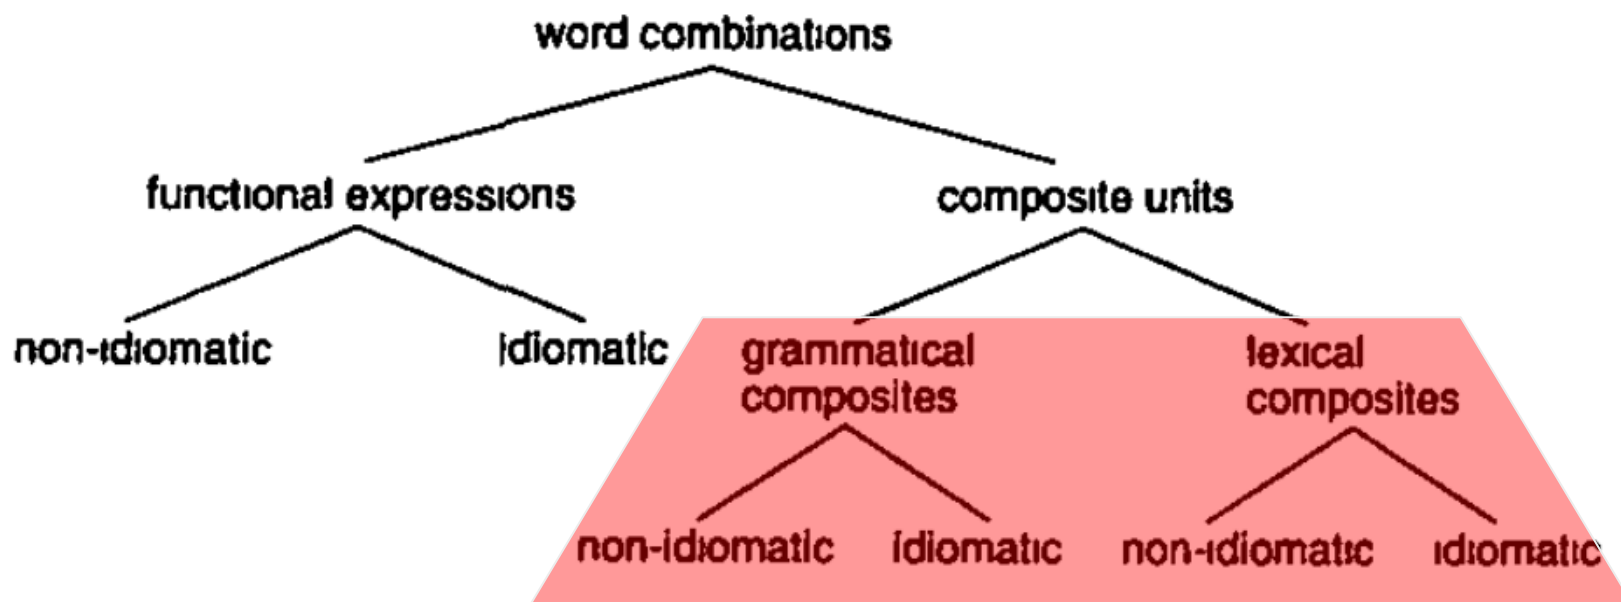 word combinations
functional expressions composite units
non-idiomatic idiomatic grammatical composites lexical composites
non-idiomatic idiomatic non-idiomatic idiomatic